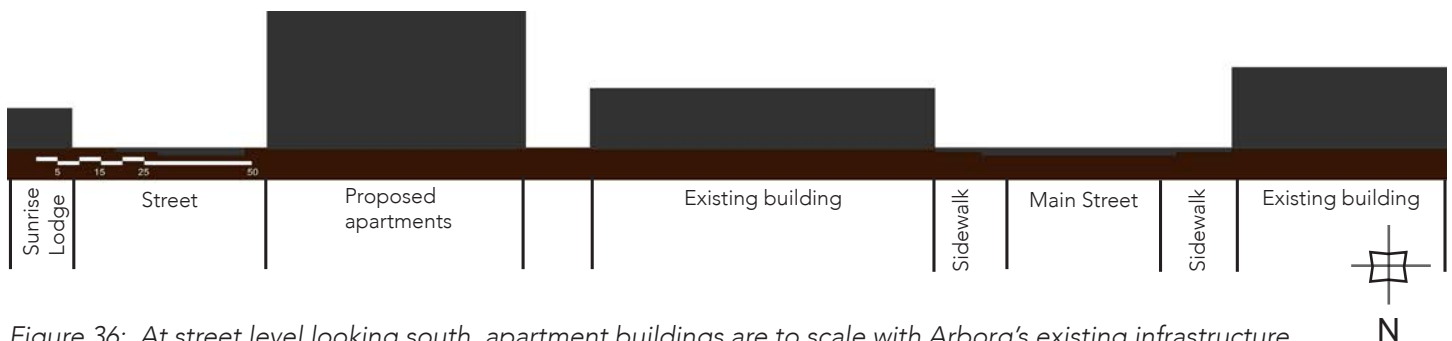 5 15 25 50
Sunrise
Lodge
Street
Proposed
apartments
Existing building
Sidewalk
Main Street
Sidewalk
Existing building
N
Figure 36: At street level looking south, apartment buildings are to scale with Arborg's existing infrastructure